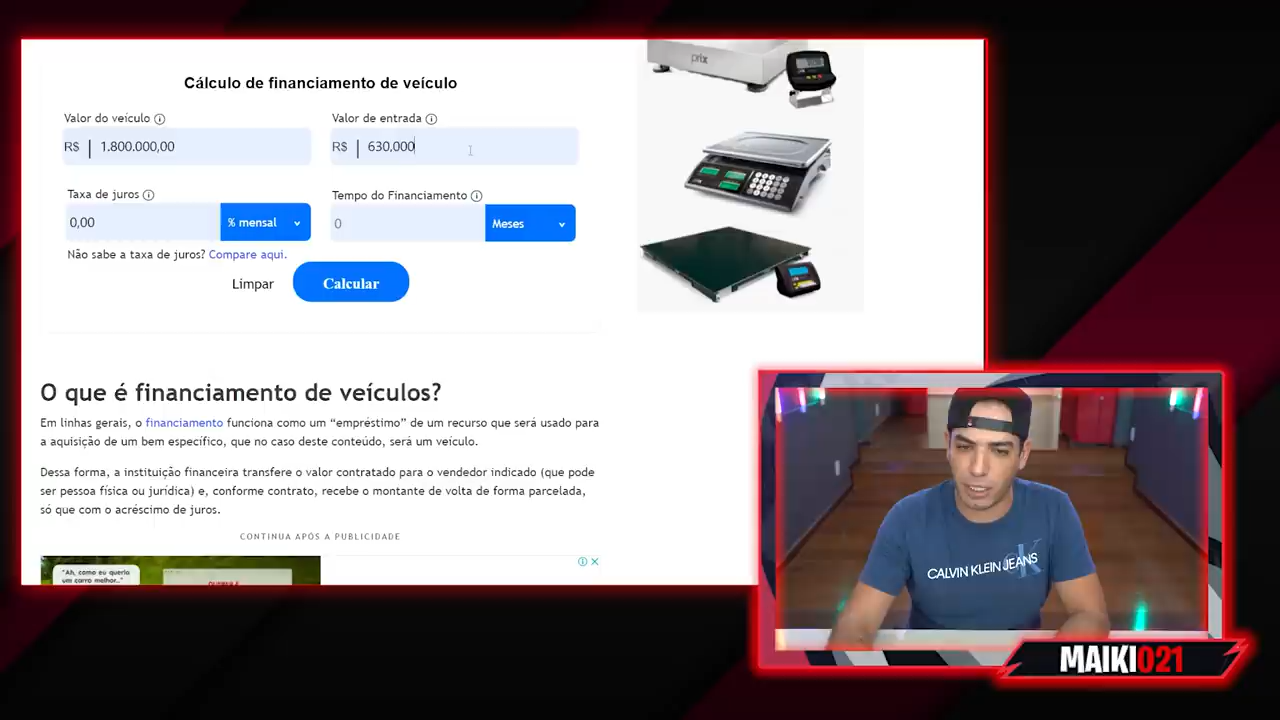 prix
Cálculo de financiamento de veículo
Valor do veículo
Valor de entrada
R$ 1.800.000,00
R$ 630,000
Taxa de juros
Tempo do Financiamento
0,00 % mensal
0 Meses
Não sabe a taxa de juros? Compare aqui.
Limpar
Calcular
O que é financiamento de veículos?
Em linhas gerais, o financiamento funciona como um “empréstimo” de um recurso que será usado para
a aquisição de um bem específico, que no caso deste conteúdo, será um veículo.
Dessa forma, a instituição financeira transfere o valor contratado para o vendedor indicado (que pode
ser pessoa física ou jurídica) e, conforme contrato, recebe o montante de volta de forma parcelada,
só que com o acréscimo de juros.
CONTINUA APÓS A PUBLICIDADE
"Ah, como eu queria
um carro melhor..."
CALVIN KLEIN JEANS
MAIKI021